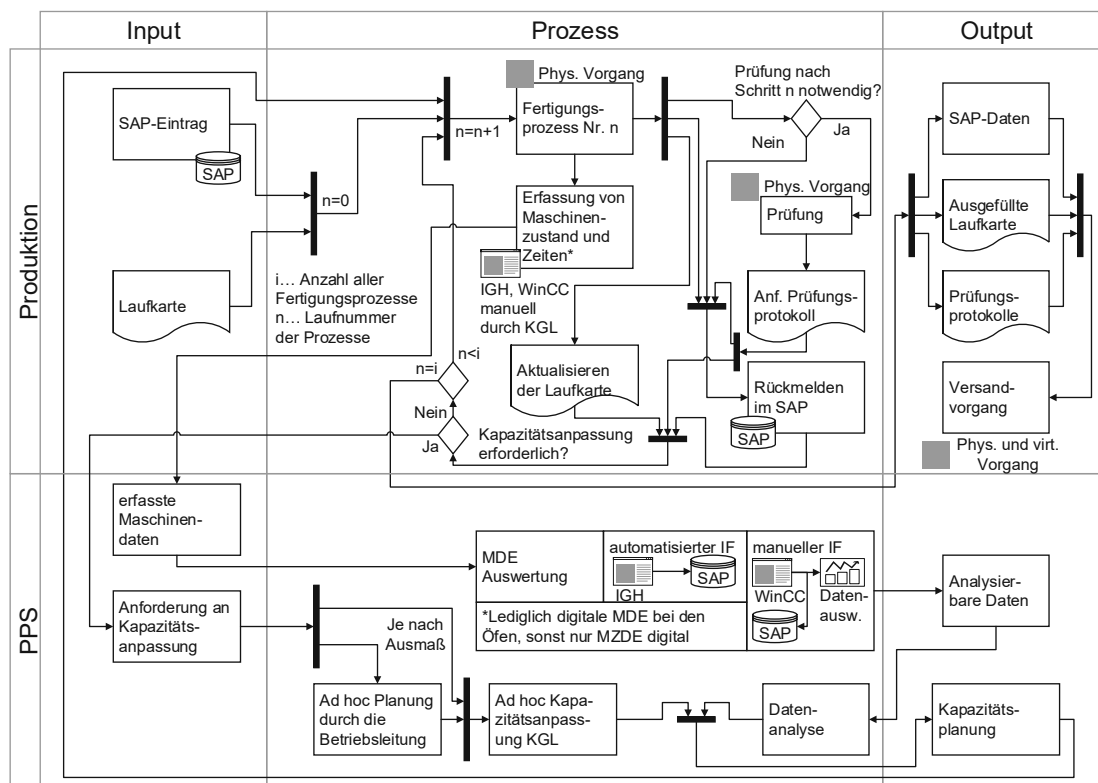 Input
Prozess
Output
Produktion
PPS
SAP-Eintrag
SAP
Laufkarte
n=0
i... Anzahl aller
Fertigungsprozesse
n... Laufnummer
der Prozesse
n=n+1
Phys. Vorgang
Fertigungs-
prozess Nr. n
Erfassung von
Maschinen-
zustand und
Zeiten*
IGH, WinCC
manuell
durch KGL
Prüfung nach
Schritt n notwendig?
Nein
Ja
Phys. Vorgang
Prüfung
Anf. Prüfungs-
protokoll
Rückmelden
im SAP
SAP
Aktualisieren
der Laufkarte
n<i
n=i
Nein
Ja
Kapazitätsanpassung
erforderlich?
SAP-Daten
Ausgefüllte
Laufkarte
Prüfungs-
protokolle
Versand-
vorgang
Phys. und virt.
Vorgang
erfasste
Maschinen-
daten
Anforderung an
Kapazitäts-
anpassung
Je nach
Ausmaß
MDE
Auswertung
automatisierter IF
IGH
SAP
manueller IF
WinCC
SAP
Daten-
ausw.
*Lediglich digitale MDE bei den
Öfen, sonst nur MZDE digital
Analysier-
bare Daten
Ad hoc Planung
durch die
Betriebsleitung
Ad hoc Kapa-
zitätsanpass-
ung KGL
Daten-
analyse
Kapazitäts-
planung